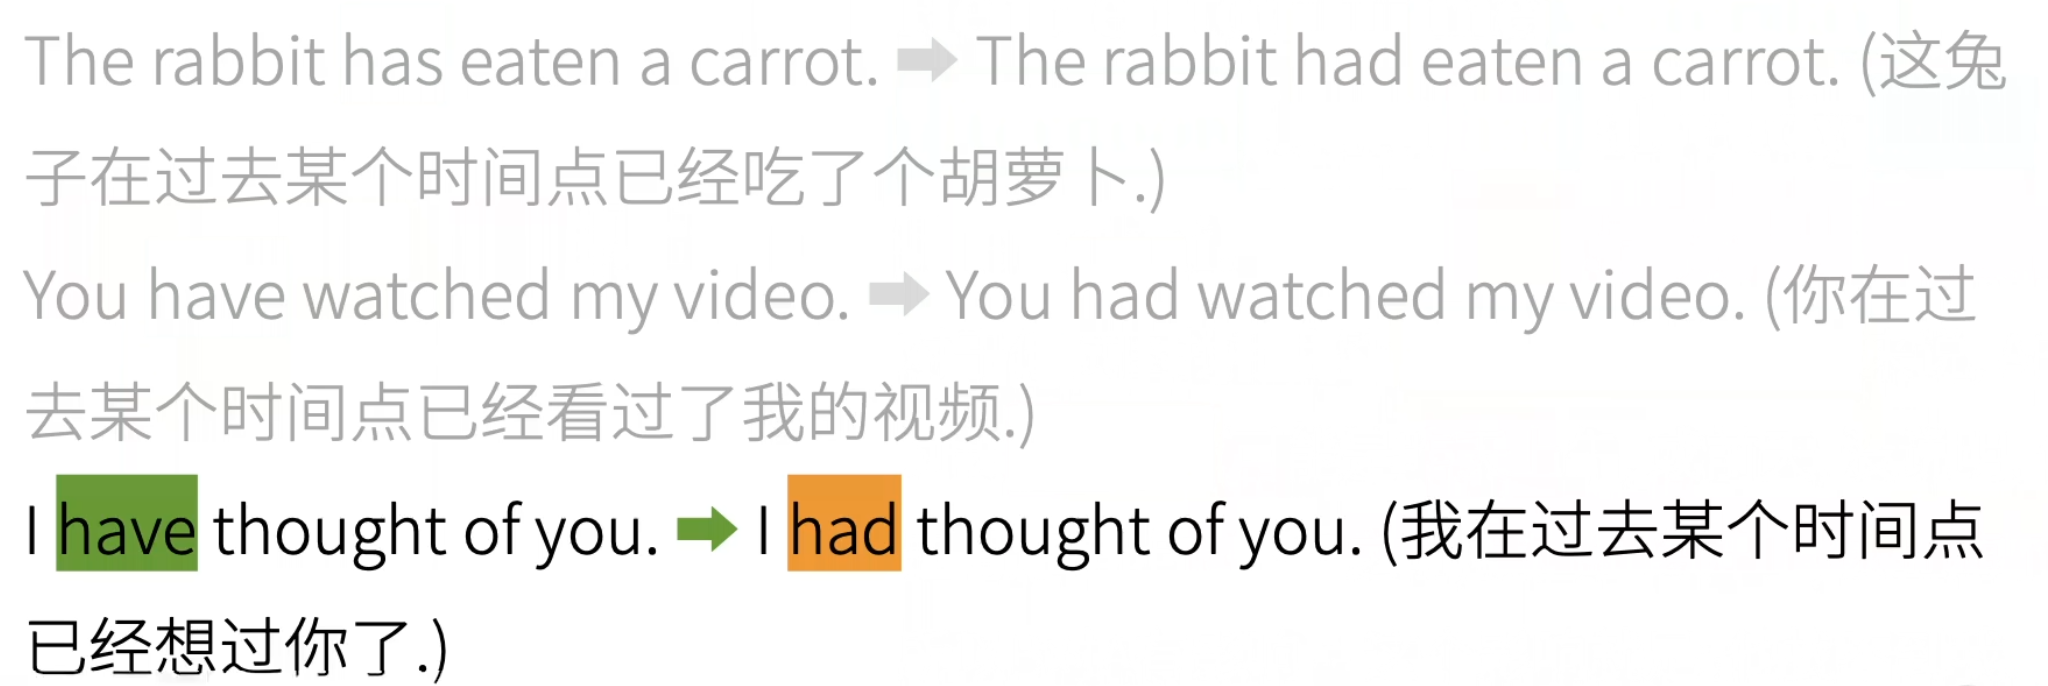 The rabbit has eaten a carrot. ➡ The rabbit had eaten a carrot. (这兔
子在过去某个时间点已经吃了个胡萝卜.)
You have watched my video. ➡ You had watched my video. (你在过
去某个时间点已经看过了我的视频.)
I have thought of you. ➡ I had thought of you. (我在过去某个时间点
已经想过你了.)